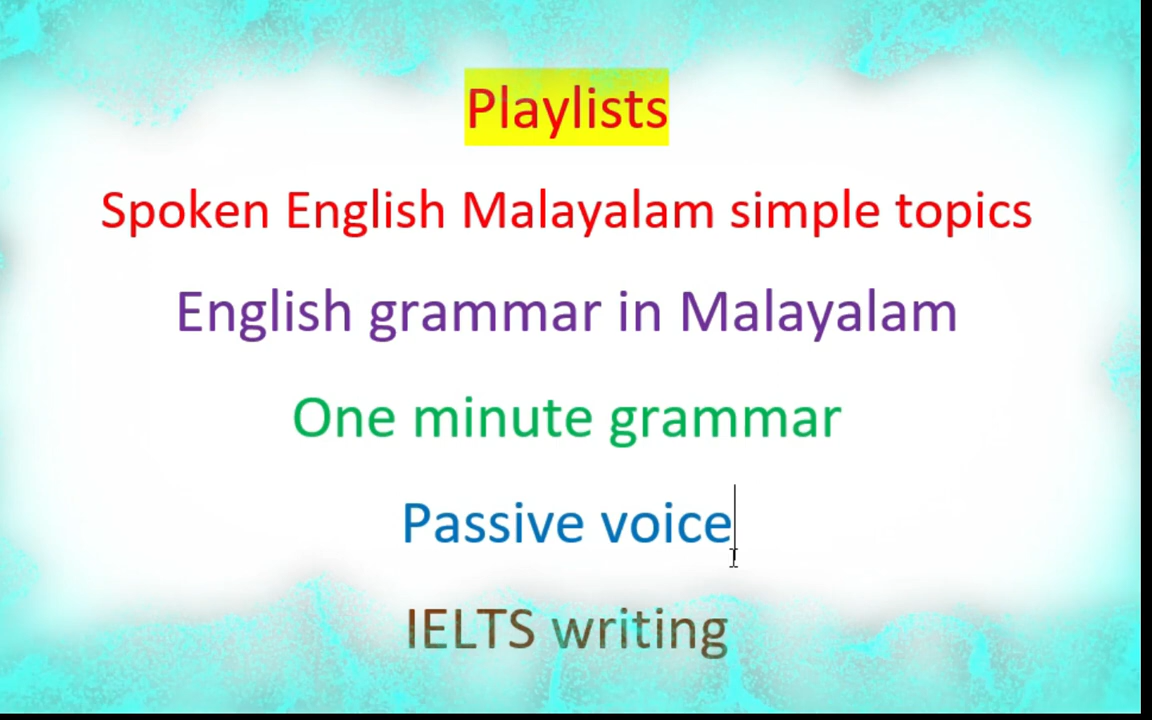 Playlists
Spoken English Malayalam simple topics
English grammar in Malayalam
One minute grammar
Passive voice
IELTS writing